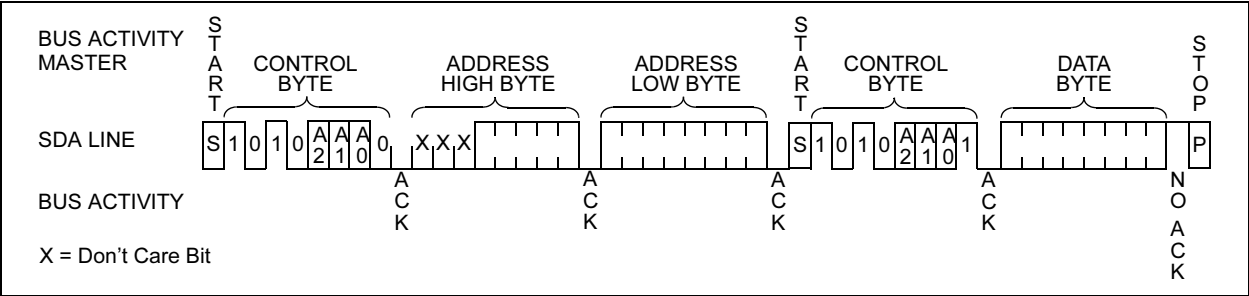 BUS ACTIVITY
MASTER
START
CONTROL
BYTE
ADDRESS
HIGH BYTE
ADDRESS
LOW BYTE
START
CONTROL
BYTE
DATA
BYTE
STOP
SDA LINE
S 1 0 1 0 A2 A1 A0 0 X X X S 1 0 1 0 A2 A1 A0 1 P
BUS ACTIVITY
ACK
ACK
ACK
ACK
NO ACK
X = Don't Care Bit